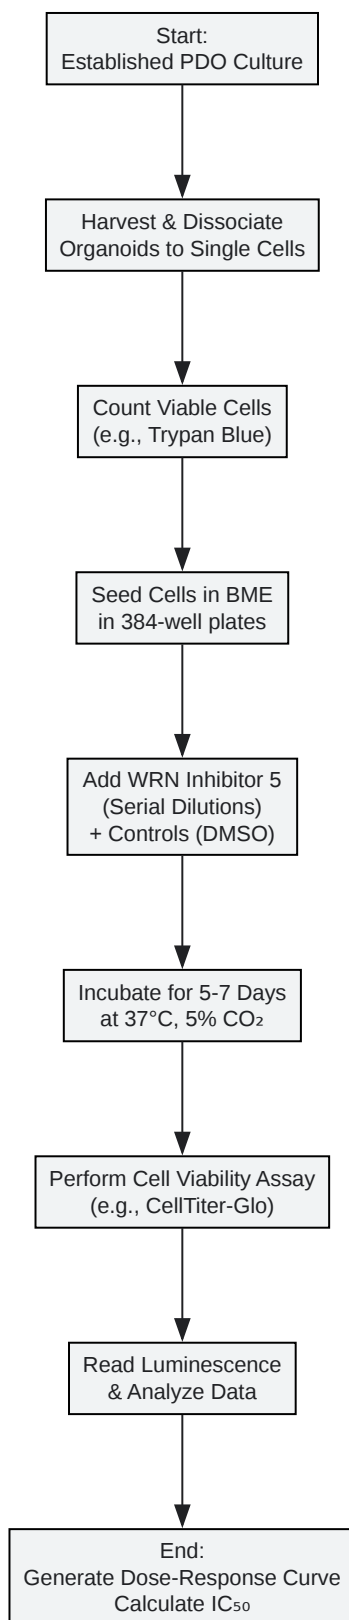 Start:
Established PDO Culture
Harvest & Dissociate
Organoids to Single Cells
Count Viable Cells
(e.g., Trypan Blue)
Seed Cells in BME
in 384-well plates
Add WRN Inhibitor 5
(Serial Dilutions)
+ Controls (DMSO)
Incubate for 5-7 Days
at 37°C, 5% CO₂
Perform Cell Viability Assay
(e.g., CellTiter-Glo)
Read Luminescence
& Analyze Data
End:
Generate Dose-Response Curve
Calculate IC₅₀